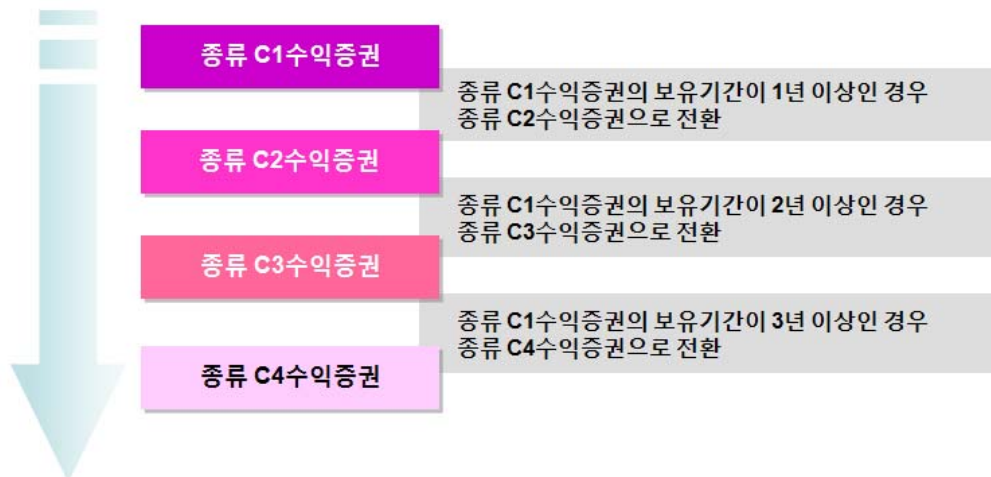 종류 C1수익증권
종류 C1수익증권의 보유기간이 1년 이상인 경우
종류 C2수익증권으로 전환
종류 C2수익증권
종류 C1수익증권의 보유기간이 2년 이상인 경우
종류 C3수익증권으로 전환
종류 C3수익증권
종류 C1수익증권의 보유기간이 3년 이상인 경우
종류 C4수익증권으로 전환
종류 C4수익증권